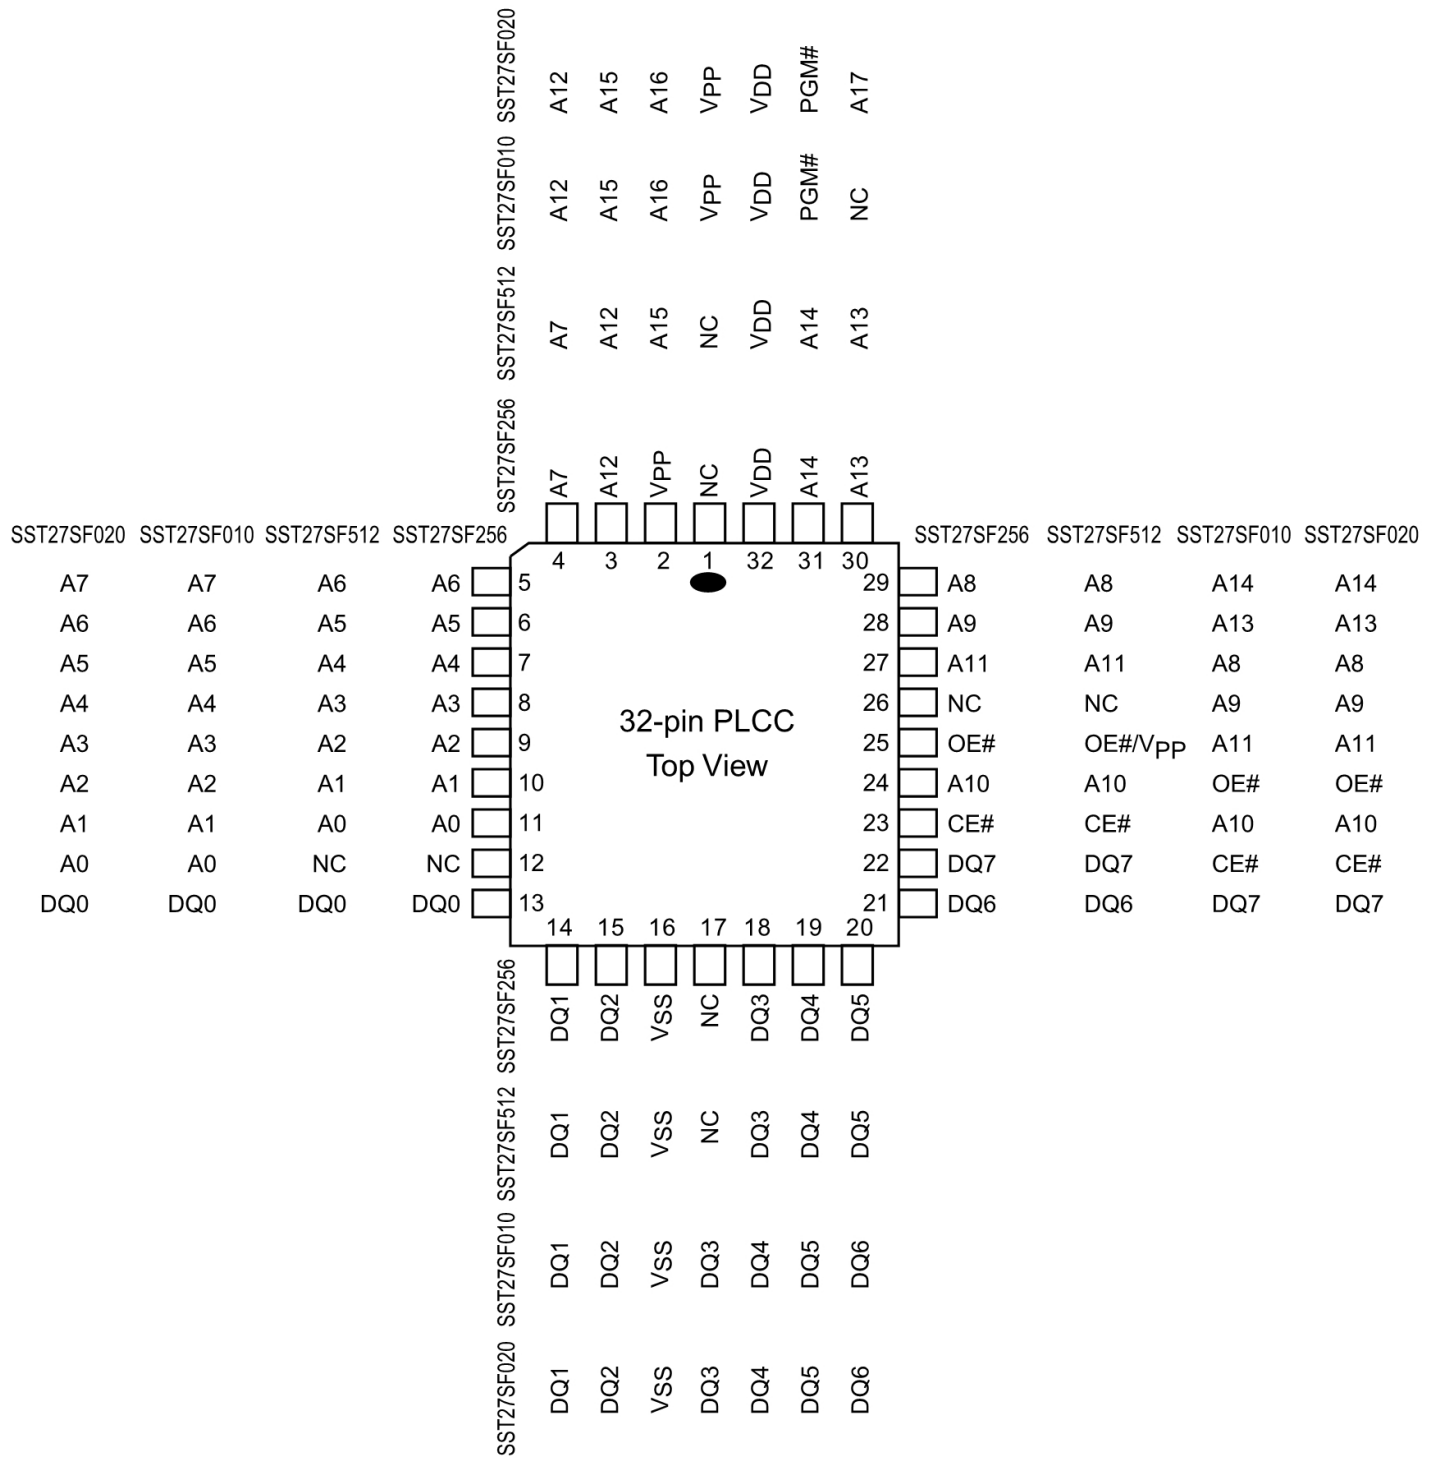 SST27SF020 A12 A15 A16 VPP VDD PGM# A17
SST27SF010 A12 A15 A16 VPP VDD PGM# NC
SST27SF512 A7 A12 A15 NC VDD A14 A13
SST27SF256 A7 A12 VPP NC VDD A14 A13
SST27SF020 SST27SF010 SST27SF512 SST27SF256 SST27SF256 SST27SF512 SST27SF010 SST27SF020
4 3 2 1 32 31 30
A7 A7 A6 A6 5 29 A8 A8 A14 A14
A6 A6 A5 A5 6 28 A9 A9 A13 A13
A5 A5 A4 A4 7 27 A11 A11 A8 A8
A4 A4 A3 A3 8 26 NC NC A9 A9
32-pin PLCC
A3 A3 A2 A2 9 25 OE# OE#/VPP A11 A11
Top View
A2 A2 A1 A1 10 24 A10 A10 OE# OE#
A1 A1 A0 A0 11 23 CE# CE# A10 A10
A0 A0 NC NC 12 22 DQ7 DQ7 CE# CE#
DQ0 DQ0 DQ0 DQ0 13 21 DQ6 DQ6 DQ7 DQ7
14 15 16 17 18 19 20
SST27SF256 DQ1 DQ2 VSS NC DQ3 DQ4 DQ5
SST27SF512 DQ1 DQ2 VSS NC DQ3 DQ4 DQ5
SST27SF010 DQ1 DQ2 VSS DQ3 DQ4 DQ5 DQ6
SST27SF020 DQ1 DQ2 VSS DQ3 DQ4 DQ5 DQ6